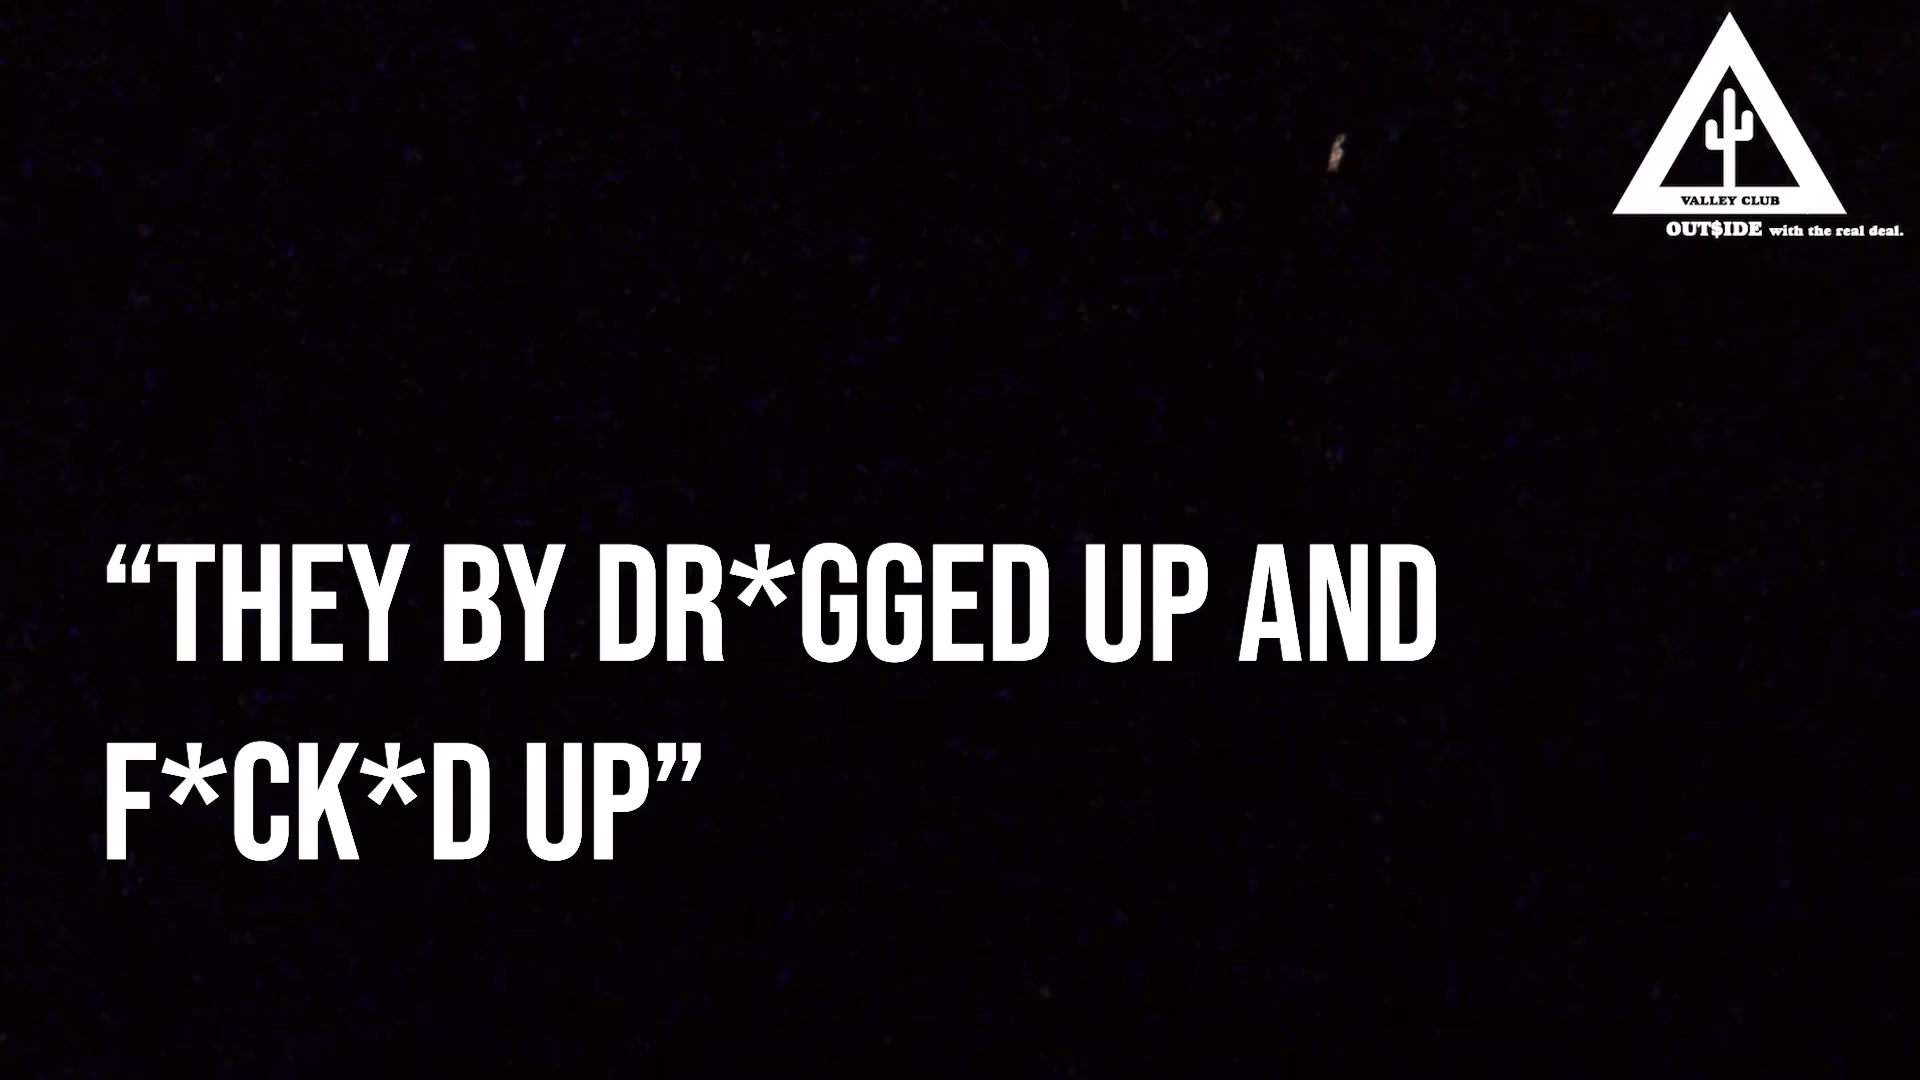 VALLEY CLUB
OUT$IDE with the real deal.
“THEY BY DR*GGED UP AND
F*CK*D UP”